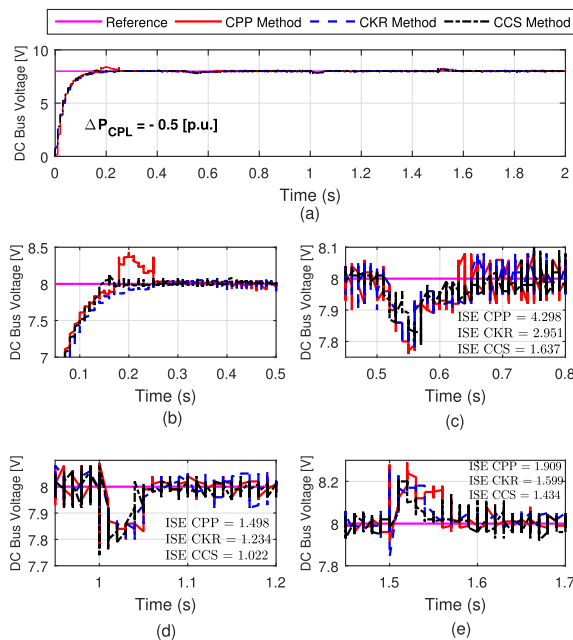 Reference CPP Method CKR Method CCS Method
DC Bus Voltage [V]
10
5
0
ΔP_CPL = - 0.5 [p.u.]
0 0.2 0.4 0.6 0.8 1 1.2 1.4 1.6 1.8 2
Time (s)
(a)
DC Bus Voltage [V]
8.5
8
7.5
7
0.1 0.2 0.3 0.4 0.5
Time (s)
(b)
DC Bus Voltage [V]
8.1
8
7.9
7.8
ISE CPP = 4.298
ISE CKR = 2.951
ISE CCS = 1.637
0.5 0.6 0.7 0.8
Time (s)
(c)
DC Bus Voltage [V]
8
7.9
7.8
7.7
ISE CPP = 1.498
ISE CKR = 1.234
ISE CCS = 1.022
1 1.1 1.2
Time (s)
(d)
DC Bus Voltage [V]
8.2
8
7.8
ISE CPP = 1.909
ISE CKR = 1.599
ISE CCS = 1.434
1.5 1.6 1.7
Time (s)
(e)